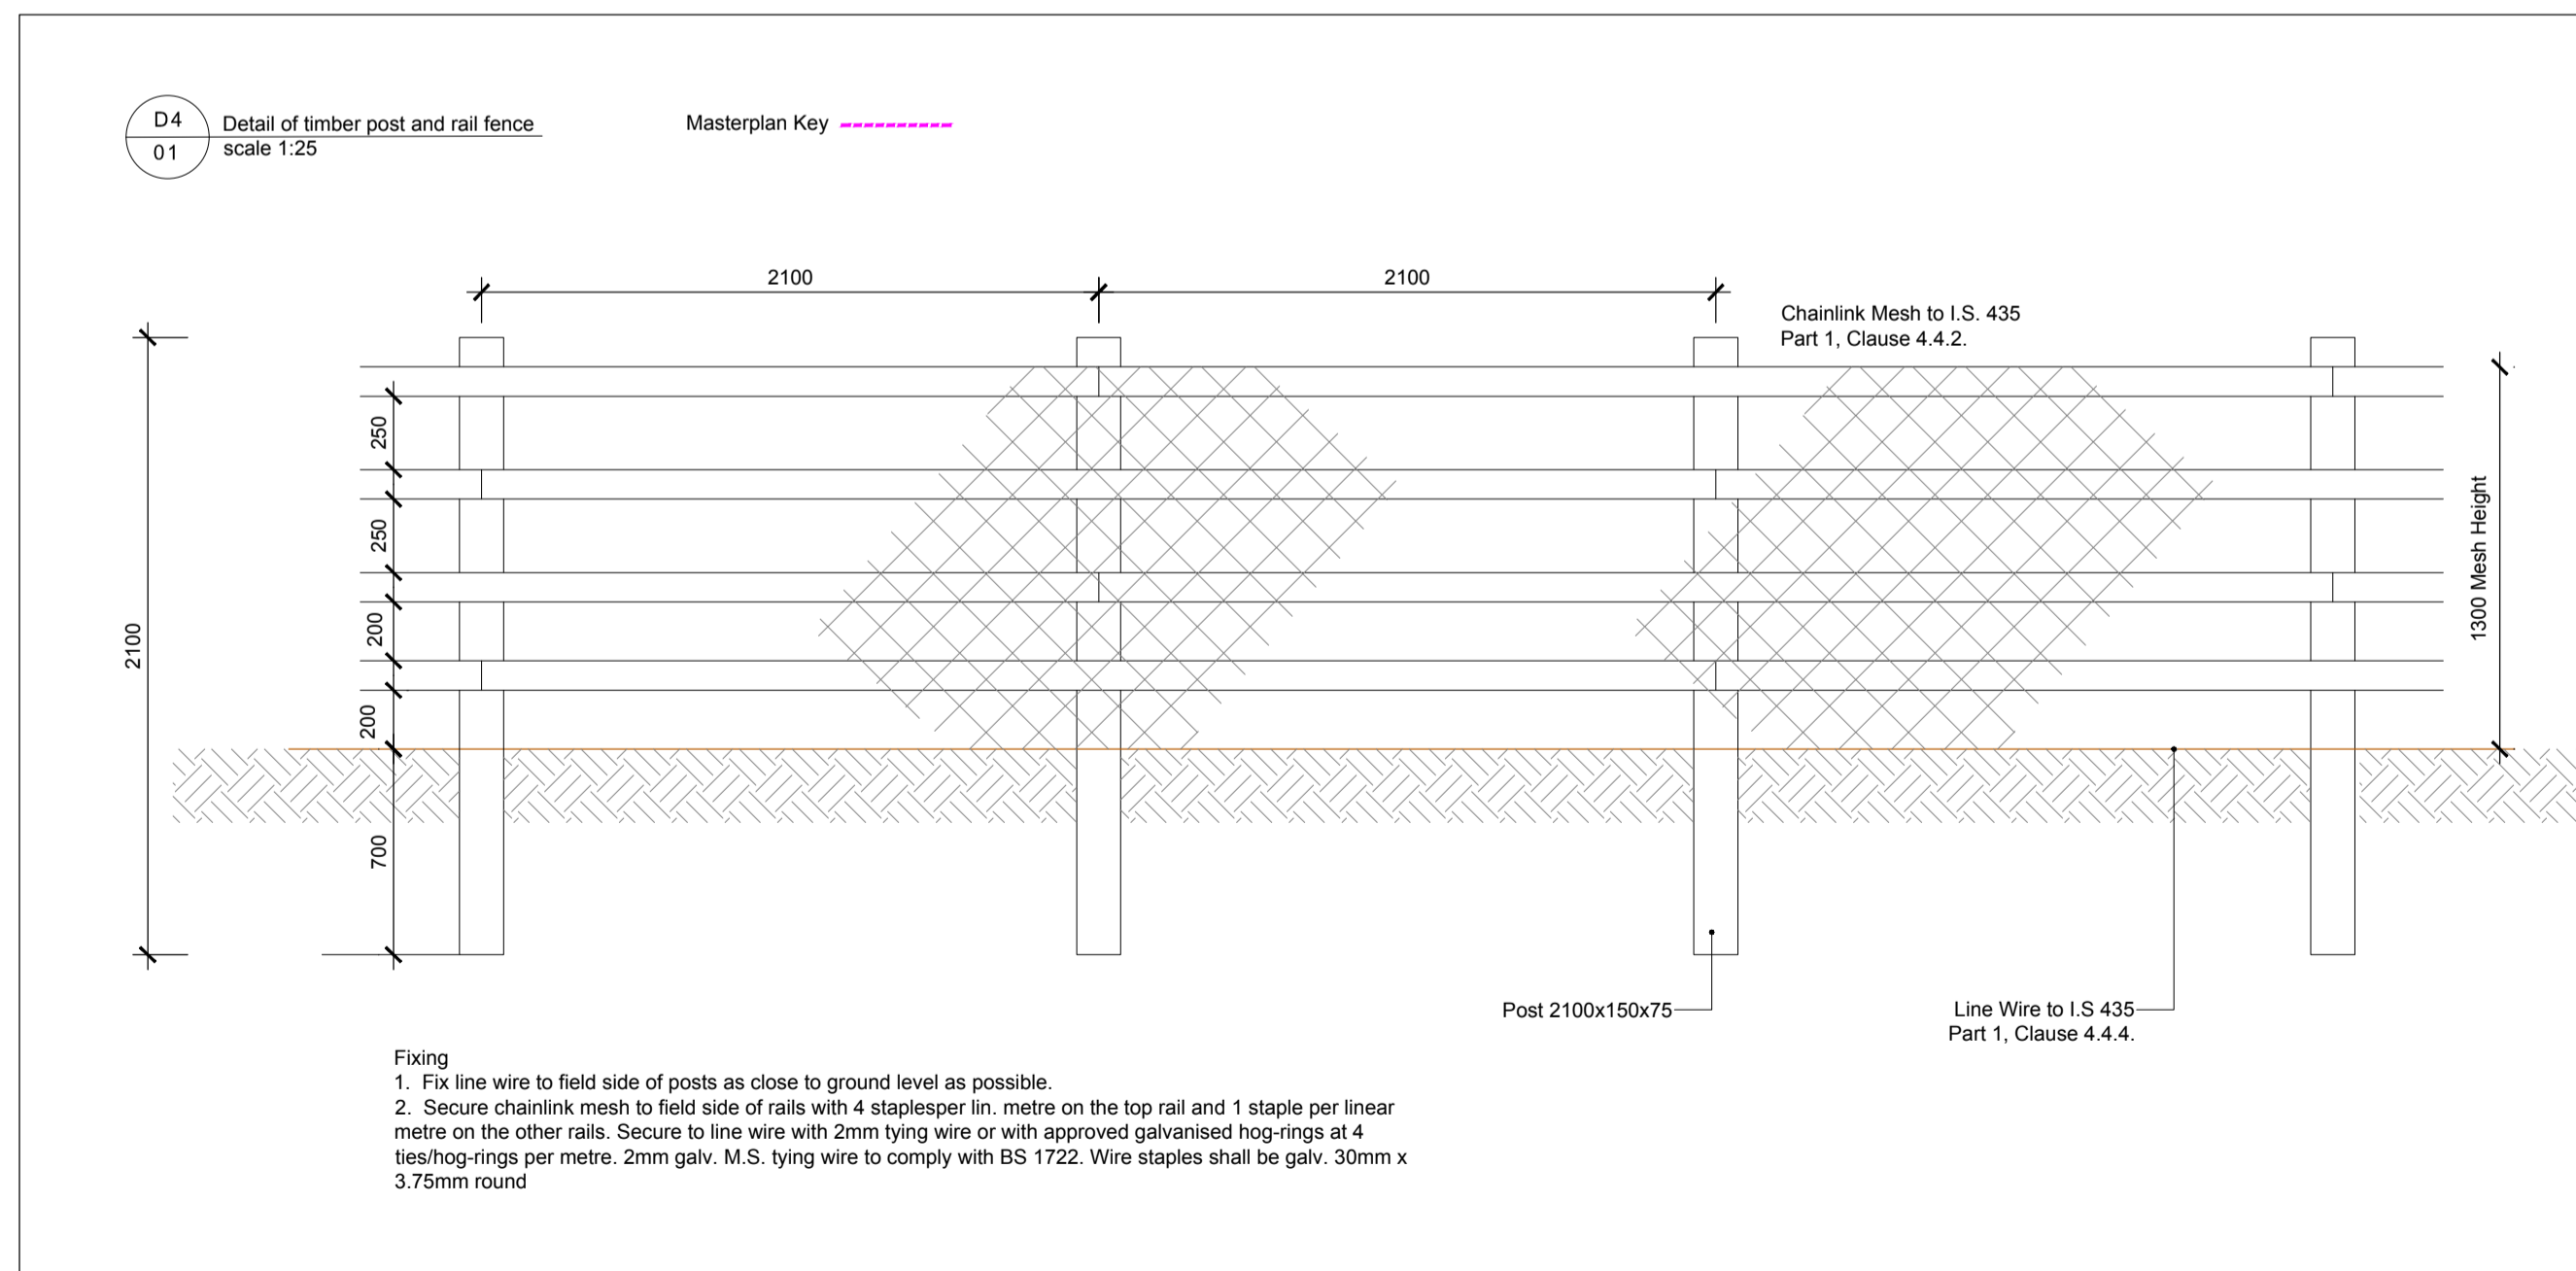 D4
01
Detail of timber post and rail fence
scale 1:25
Masterplan Key
2100
2100
Chainlink Mesh to I.S. 435
Part 1, Clause 4.4.2.
250
250
200
200
700
2100
1300 Mesh Height
Post 2100x150x75
Line Wire to I.S 435
Part 1, Clause 4.4.4.
Fixing
1. Fix line wire to field side of posts as close to ground level as possible.
2. Secure chainlink mesh to field side of rails with 4 staplesper lin. metre on the top rail and 1 staple per linear
metre on the other rails. Secure to line wire with 2mm tying wire or with approved galvanised hog-rings at 4
ties/hog-rings per metre. 2mm galv. M.S. tying wire to comply with BS 1722. Wire staples shall be galv. 30mm x
3.75mm round